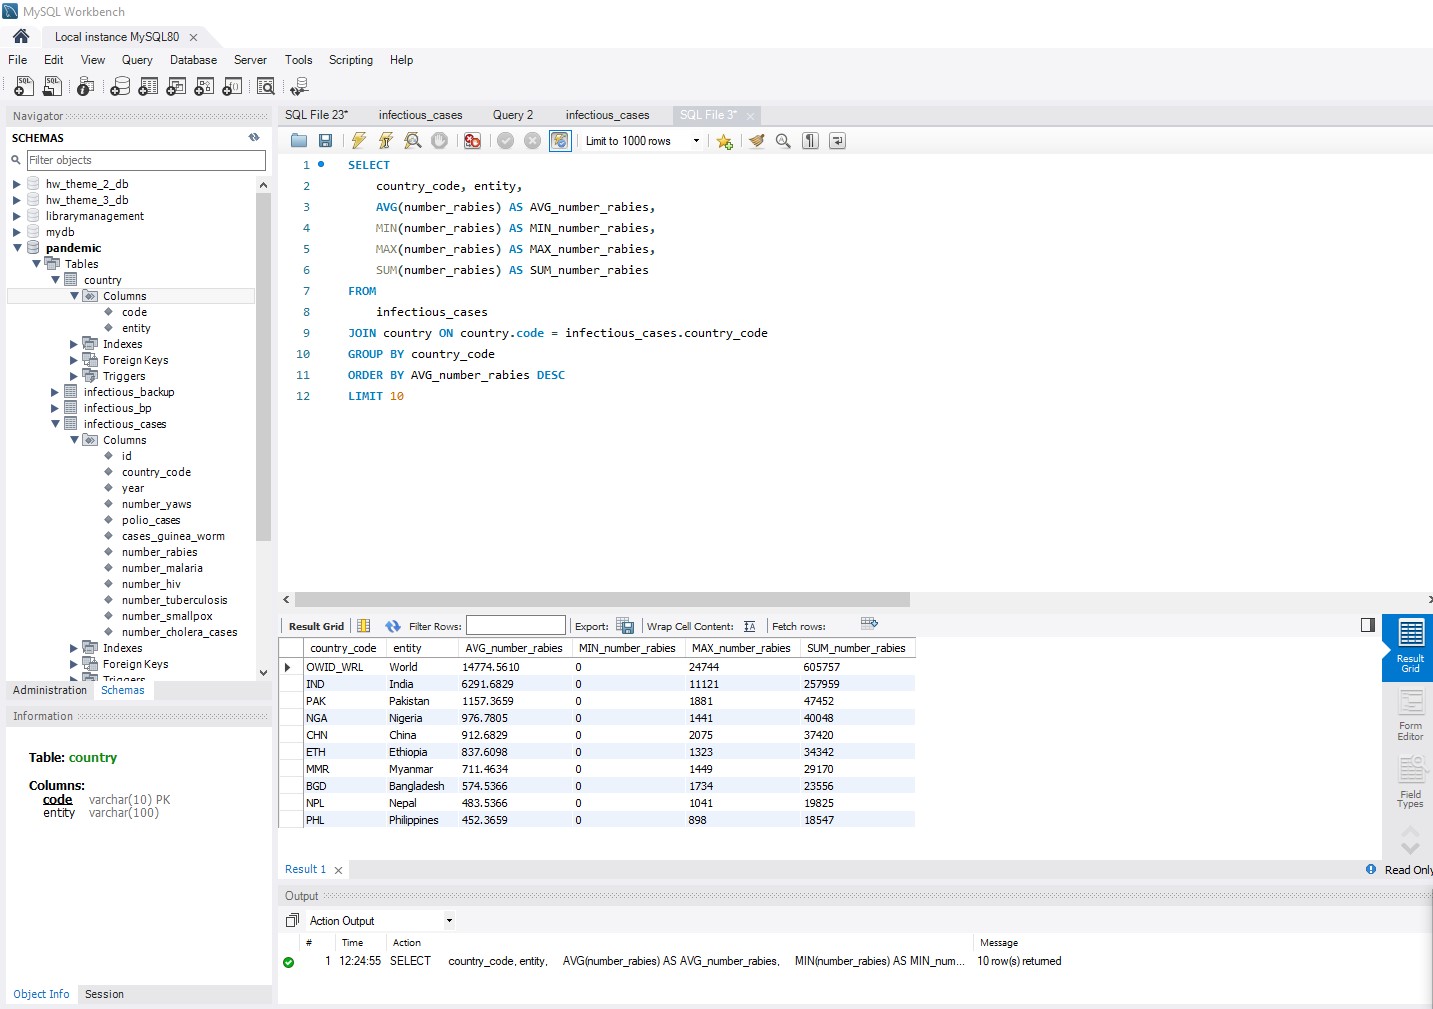 MySQL Workbench
Local instance MySQL80
File Edit View Query Database Server Tools Scripting Help
Navigator
SCHEMAS
Filter objects
hw_theme_2_db
hw_theme_3_db
librarymanagement
mydb
pandemic
Tables
country
Columns
code
entity
Indexes
Foreign Keys
Triggers
infectious_backup
infectious_bp
infectious_cases
Columns
id
country_code
year
number_yaws
polio_cases
cases_guinea_worm
number_rabies
number_malaria
number_hiv
number_tuberculosis
number_smallpox
number_cholera_cases
Indexes
Foreign Keys
Triggers
Administration Schemas
Information
Table: country
Columns:
code varchar(10) PK
entity varchar(100)
Object Info Session
SQL File 23* infectious_cases Query 2 infectious_cases SQL File 3*
Limit to 1000 rows
1 SELECT
2 country_code, entity,
3 AVG(number_rabies) AS AVG_number_rabies,
4 MIN(number_rabies) AS MIN_number_rabies,
5 MAX(number_rabies) AS MAX_number_rabies,
6 SUM(number_rabies) AS SUM_number_rabies
7 FROM
8 infectious_cases
9 JOIN country ON country.code = infectious_cases.country_code
10 GROUP BY country_code
11 ORDER BY AVG_number_rabies DESC
12 LIMIT 10
Result Grid Filter Rows: Export: Wrap Cell Content: Fetch rows:
country_code entity AVG_number_rabies MIN_number_rabies MAX_number_rabies SUM_number_rabies
OWID_WRL World 14774.5610 0 24744 605757
IND India 6291.6829 0 11121 257959
PAK Pakistan 1157.3659 0 1881 47452
NGA Nigeria 976.7805 0 1441 40048
CHN China 912.6829 0 2075 37420
ETH Ethiopia 837.6098 0 1323 34342
MMR Myanmar 711.4634 0 1449 29170
BGD Bangladesh 574.5366 0 1734 23556
NPL Nepal 483.5366 0 1041 19825
PHL Philippines 452.3659 0 898 18547
Result Grid
Form Editor
Field Types
Result 1
Read Only
Output
Action Output
# Time Action Message
1 12:24:55 SELECT country_code, entity, AVG(number_rabies) AS AVG_number_rabies, MIN(number_rabies) AS MIN_num... 10 row(s) returned